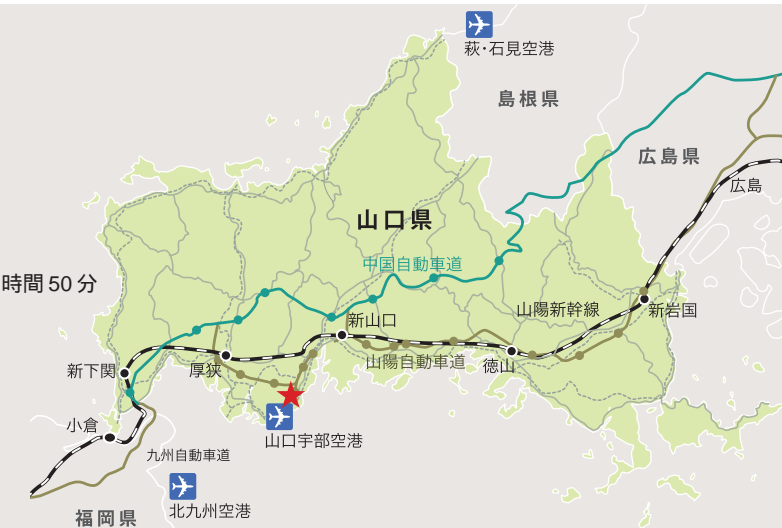 萩・石見空港
島根県
広島県
広島
山口県
中国自動車道
時間50分
山陽新幹線
新岩国
新山口
山陽自動車道
徳山
新下関
厚狭
小倉
山口宇部空港
九州自動車道
北九州空港
福岡県